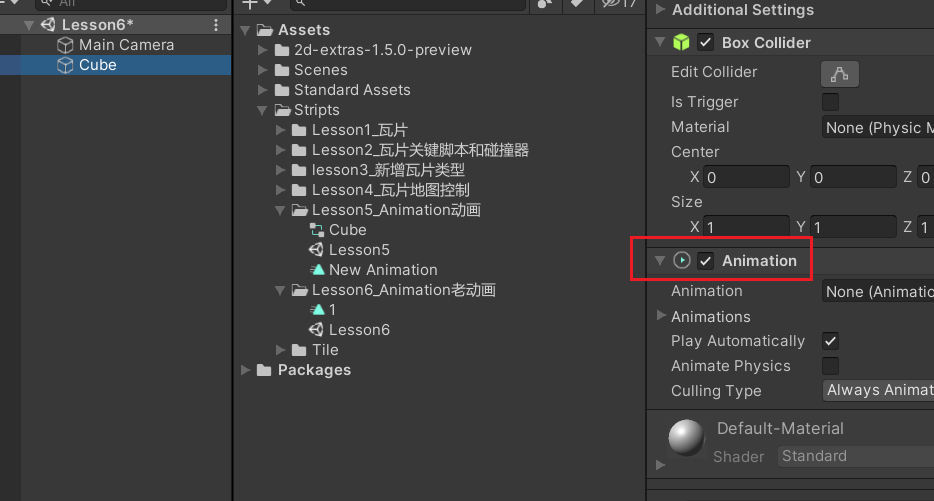 Lesson6*
Main Camera
Cube
All
17
Assets
2d-extras-1.5.0-preview
Scenes
Standard Assets
Stripts
Lesson1_瓦片
Lesson2_瓦片关键脚本和碰撞器
lesson3_新增瓦片类型
Lesson4_瓦片地图控制
Lesson5_Animation动画
Cube
Lesson5
New Animation
Lesson6_Animation老动画
1
Lesson6
Tile
Packages
Additional Settings
Box Collider
Edit Collider
Is Trigger
Material None (Physic M
Center
X 0 Y 0 Z 0
Size
X 1 Y 1 Z 1
Animation
Animation None (Animatio
Animations
Play Automatically
Animate Physics
Culling Type Always Animat
Default-Material
Shader Standard